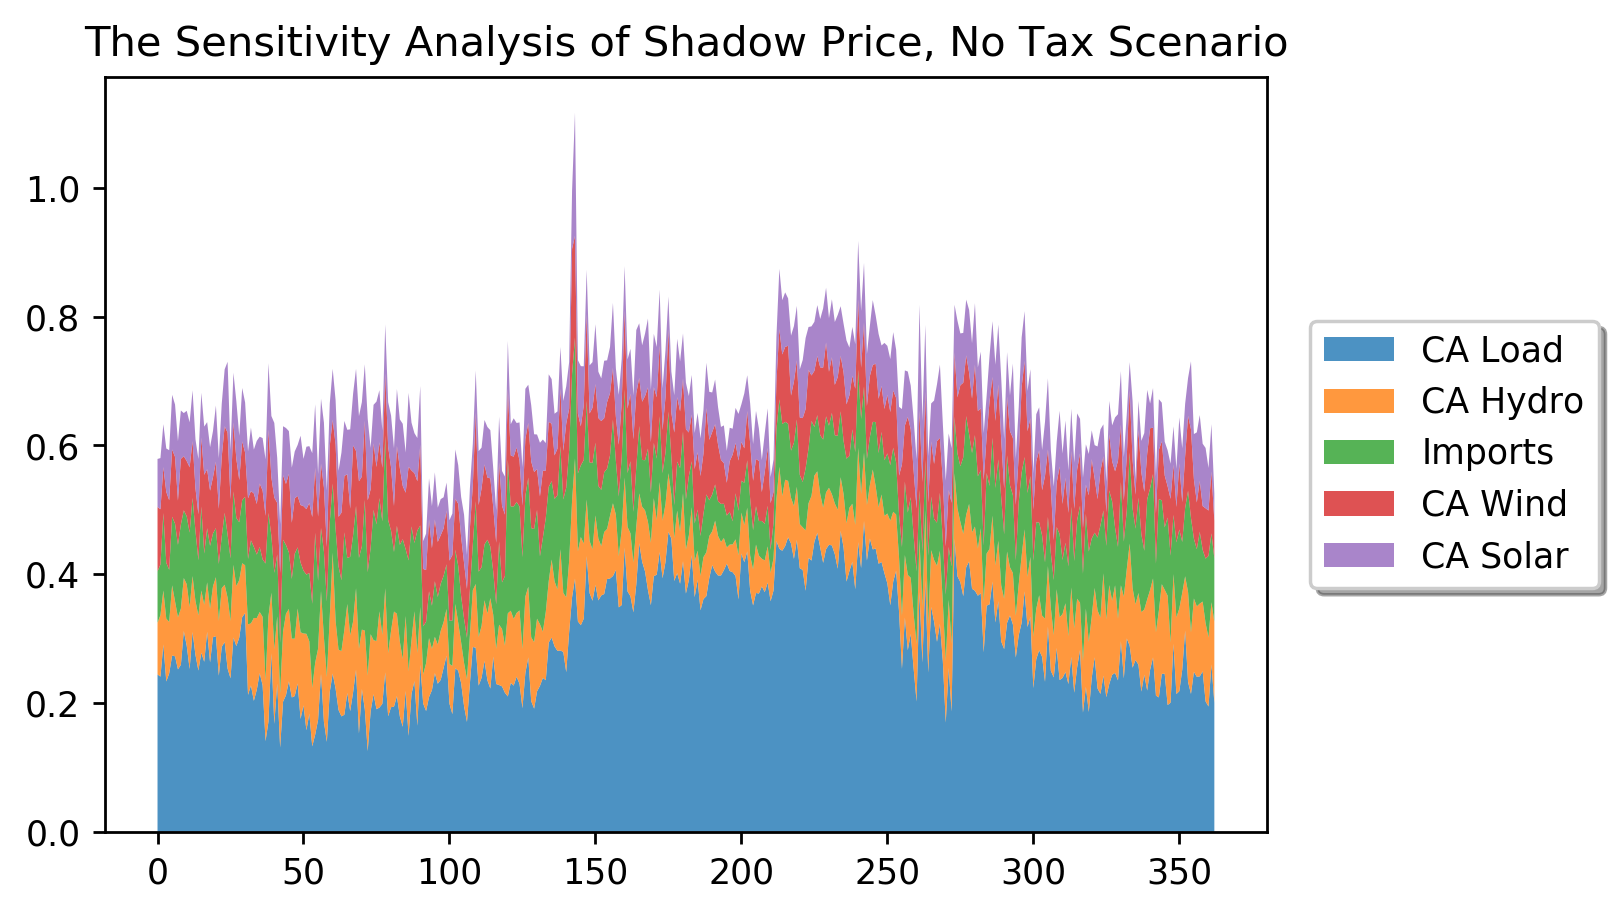 The Sensitivity Analysis of Shadow Price, No Tax Scenario
1.0
0.8
0.6
0.4
0.2
0.0
0 50 100 150 200 250 300 350
CA Load
CA Hydro
Imports
CA Wind
CA Solar